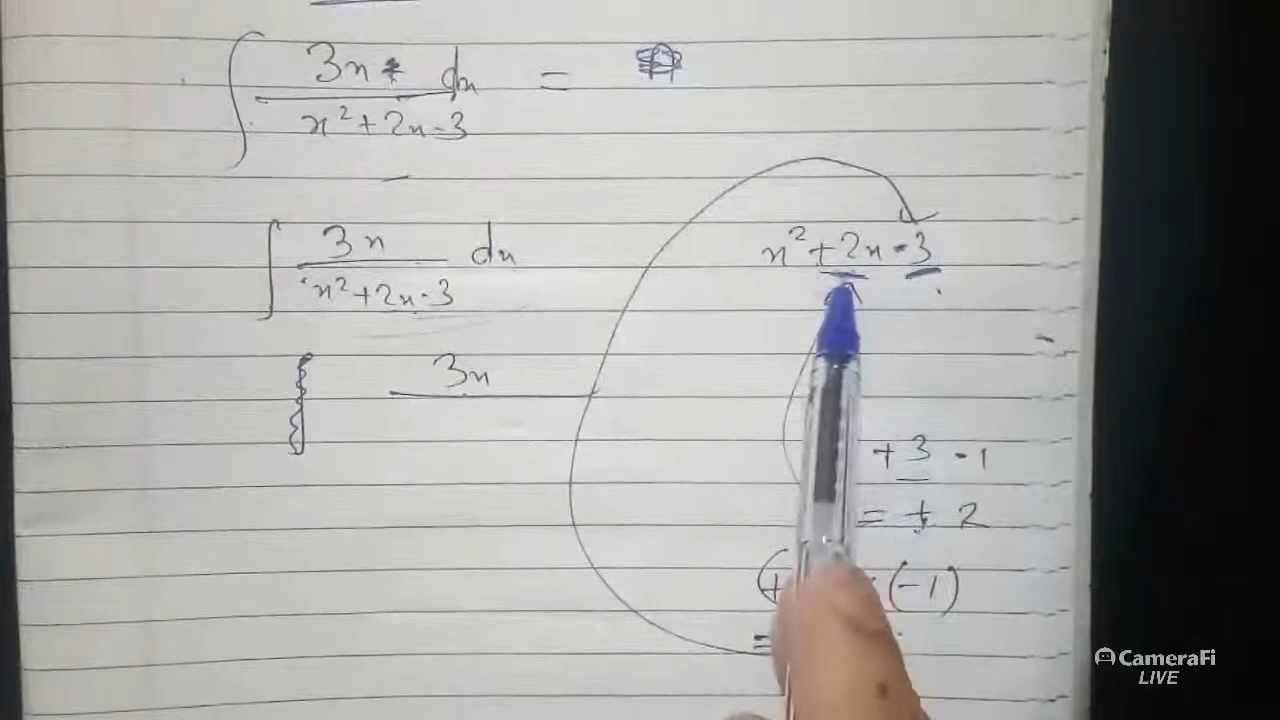 ∫ 3x dx / x² + 2x - 3 =
∫ 3x / x² + 2x - 3 dx
x² + 2x - 3
3x
+ 3 - 1
= + 2
(+ (-1)
=
CameraFi
LIVE